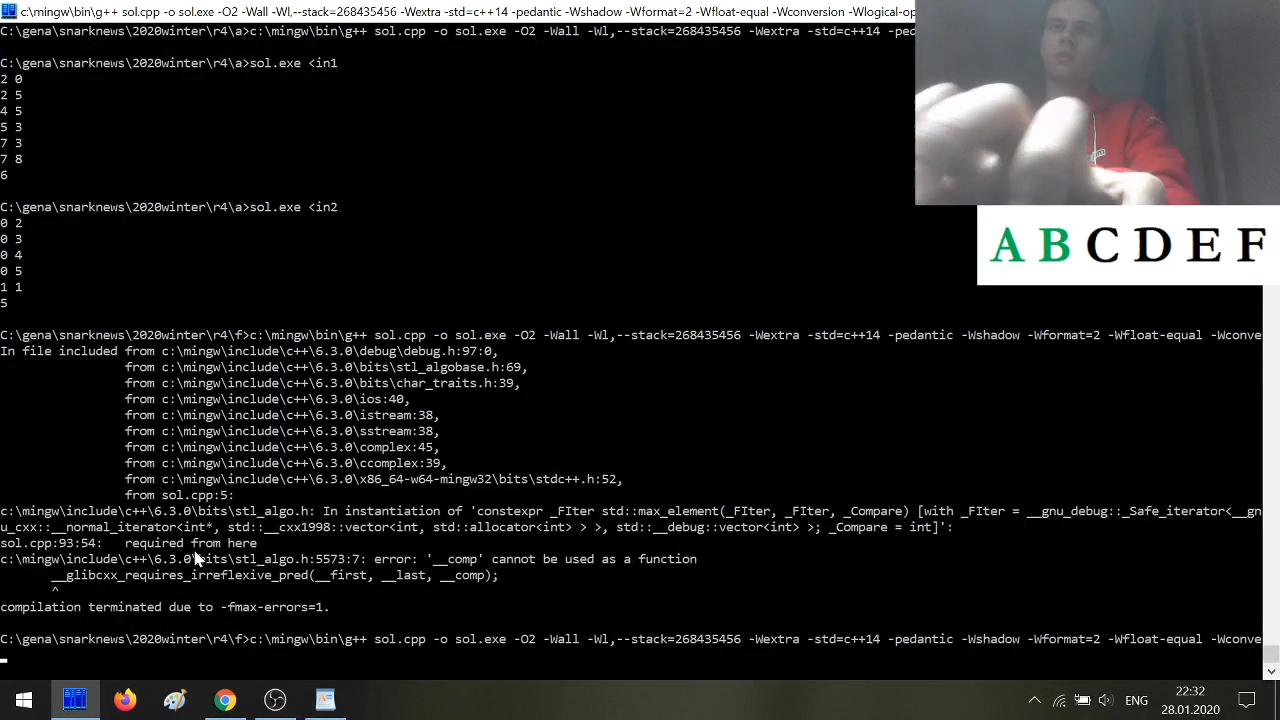 c:\mingw\bin\g++ sol.cpp -o sol.exe -O2 -Wall -Wl,--stack=268435456 -Wextra -std=c++14 -pedantic -Wshadow -Wformat=2 -Wfloat-equal -Wconversion -Wlogical-op
C:\gena\snarknews\2020winter\r4\a>c:\mingw\bin\g++ sol.cpp -o sol.exe -O2 -Wall -Wl,--stack=268435456 -Wextra -std=c++14 -pe
C:\gena\snarknews\2020winter\r4\a>sol.exe <in1
2 0
2 5
4 5
5 3
7 3
7 8
6
C:\gena\snarknews\2020winter\r4\a>sol.exe <in2
0 2
0 3
0 4
0 5
1 1
5
ABCDEF
C:\gena\snarknews\2020winter\r4\f>c:\mingw\bin\g++ sol.cpp -o sol.exe -O2 -Wall -Wl,--stack=268435456 -Wextra -std=c++14 -pedantic -Wshadow -Wformat=2 -Wfloat-equal -Wconve
In file included from c:\mingw\include\c++\6.3.0\debug\debug.h:97:0,
from c:\mingw\include\c++\6.3.0\bits\stl_algobase.h:69,
from c:\mingw\include\c++\6.3.0\bits\char_traits.h:39,
from c:\mingw\include\c++\6.3.0\ios:40,
from c:\mingw\include\c++\6.3.0\istream:38,
from c:\mingw\include\c++\6.3.0\sstream:38,
from c:\mingw\include\c++\6.3.0\complex:45,
from c:\mingw\include\c++\6.3.0\ccomplex:39,
from c:\mingw\include\c++\6.3.0\x86_64-w64-mingw32\bits\stdc++.h:52,
from sol.cpp:5:
c:\mingw\include\c++\6.3.0\bits\stl_algo.h: In instantiation of 'constexpr _FIter std::max_element(_FIter, _FIter, _Compare) [with _FIter = __gnu_debug::_Safe_iterator<__gn
u_cxx::__normal_iterator<int*, std::__cxx1998::vector<int, std::allocator<int> > >, std::__debug::vector<int> >; _Compare = int]':
sol.cpp:93:54:   required from here
c:\mingw\include\c++\6.3.0\bits\stl_algo.h:5573:7: error: '__comp' cannot be used as a function
__glibcxx_requires_irreflexive_pred(__first, __last, __comp);
^
compilation terminated due to -fmax-errors=1.
C:\gena\snarknews\2020winter\r4\f>c:\mingw\bin\g++ sol.cpp -o sol.exe -O2 -Wall -Wl,--stack=268435456 -Wextra -std=c++14 -pedantic -Wshadow -Wformat=2 -Wfloat-equal -Wconve
ENG
22:32
28.01.2020